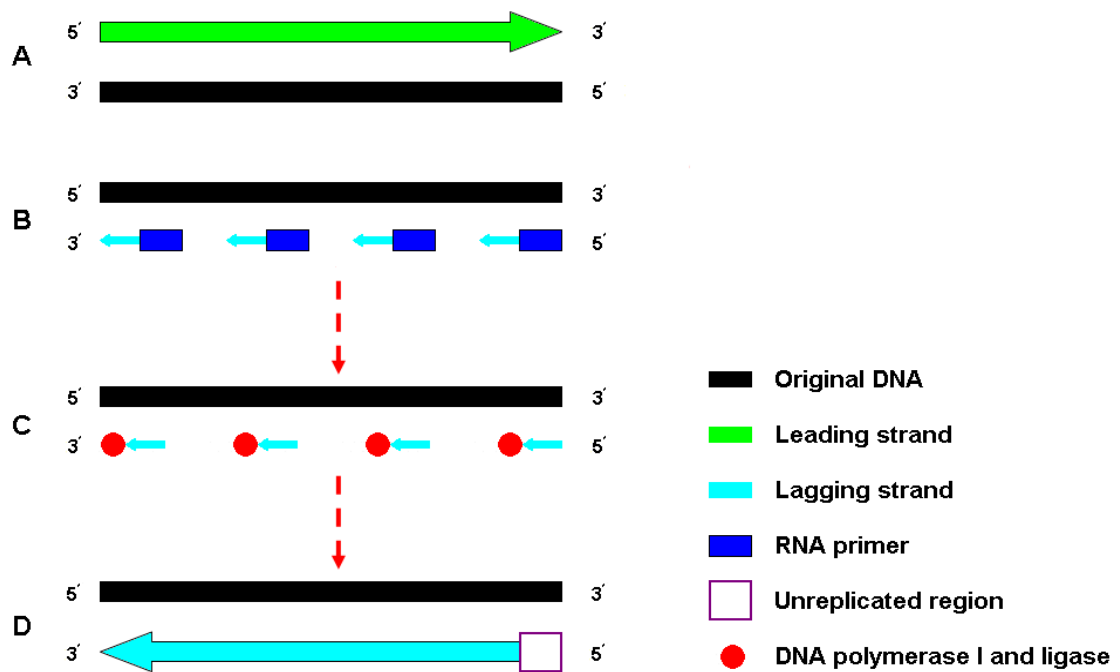 5´ 3´
A
3´ 5´
5´ 3´
B
3´ 5´
5´ 3´
C
3´ 5´
5´ 3´
D
3´ 5´
Original DNA
Leading strand
Lagging strand
RNA primer
Unreplicated region
DNA polymerase I and ligase